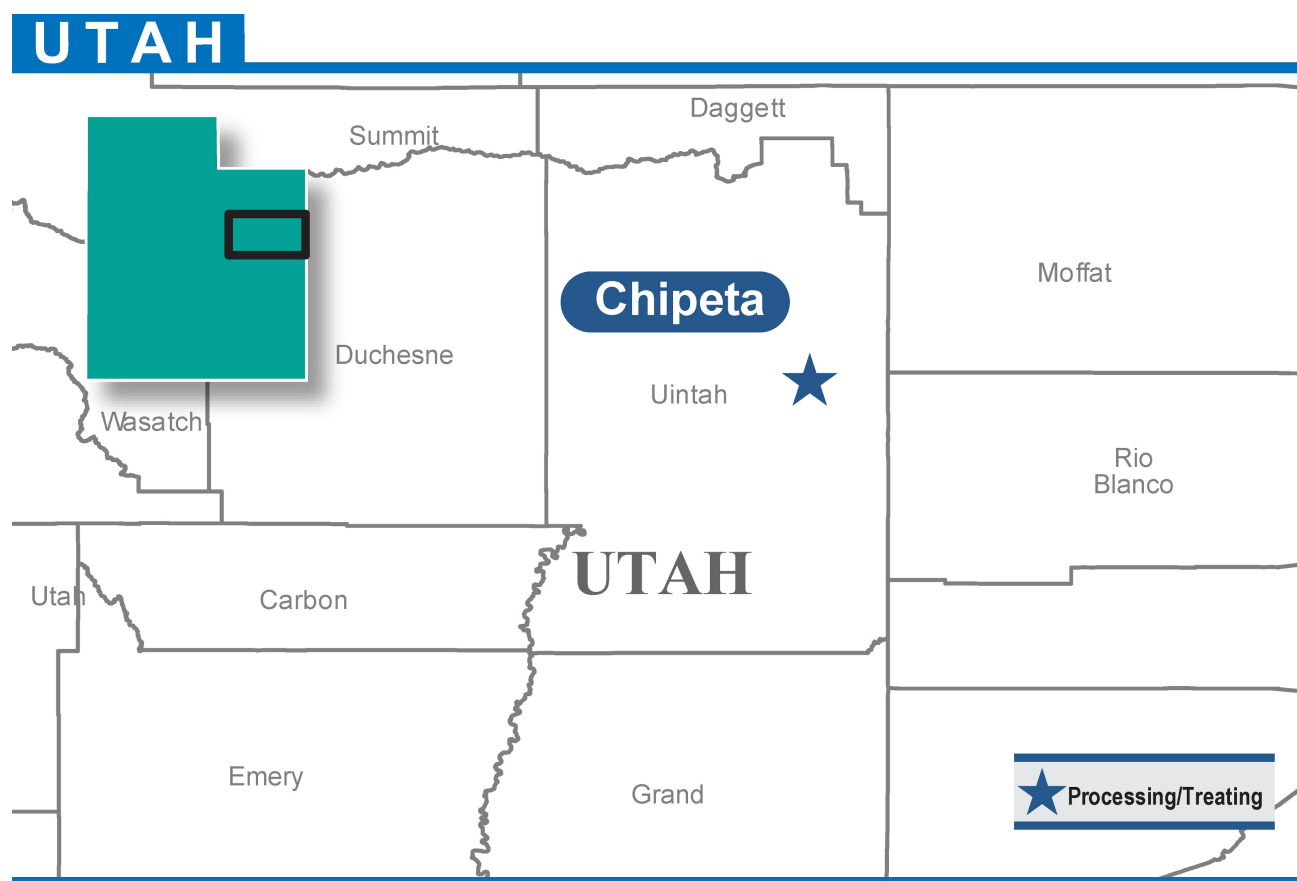 UTAH
Daggett
Summit
Moffat
Chipeta
Duchesne
Uintah
Wasatch
Rio
Blanco
UTAH
Utah
Carbon
Emery
Grand
Processing/Treating